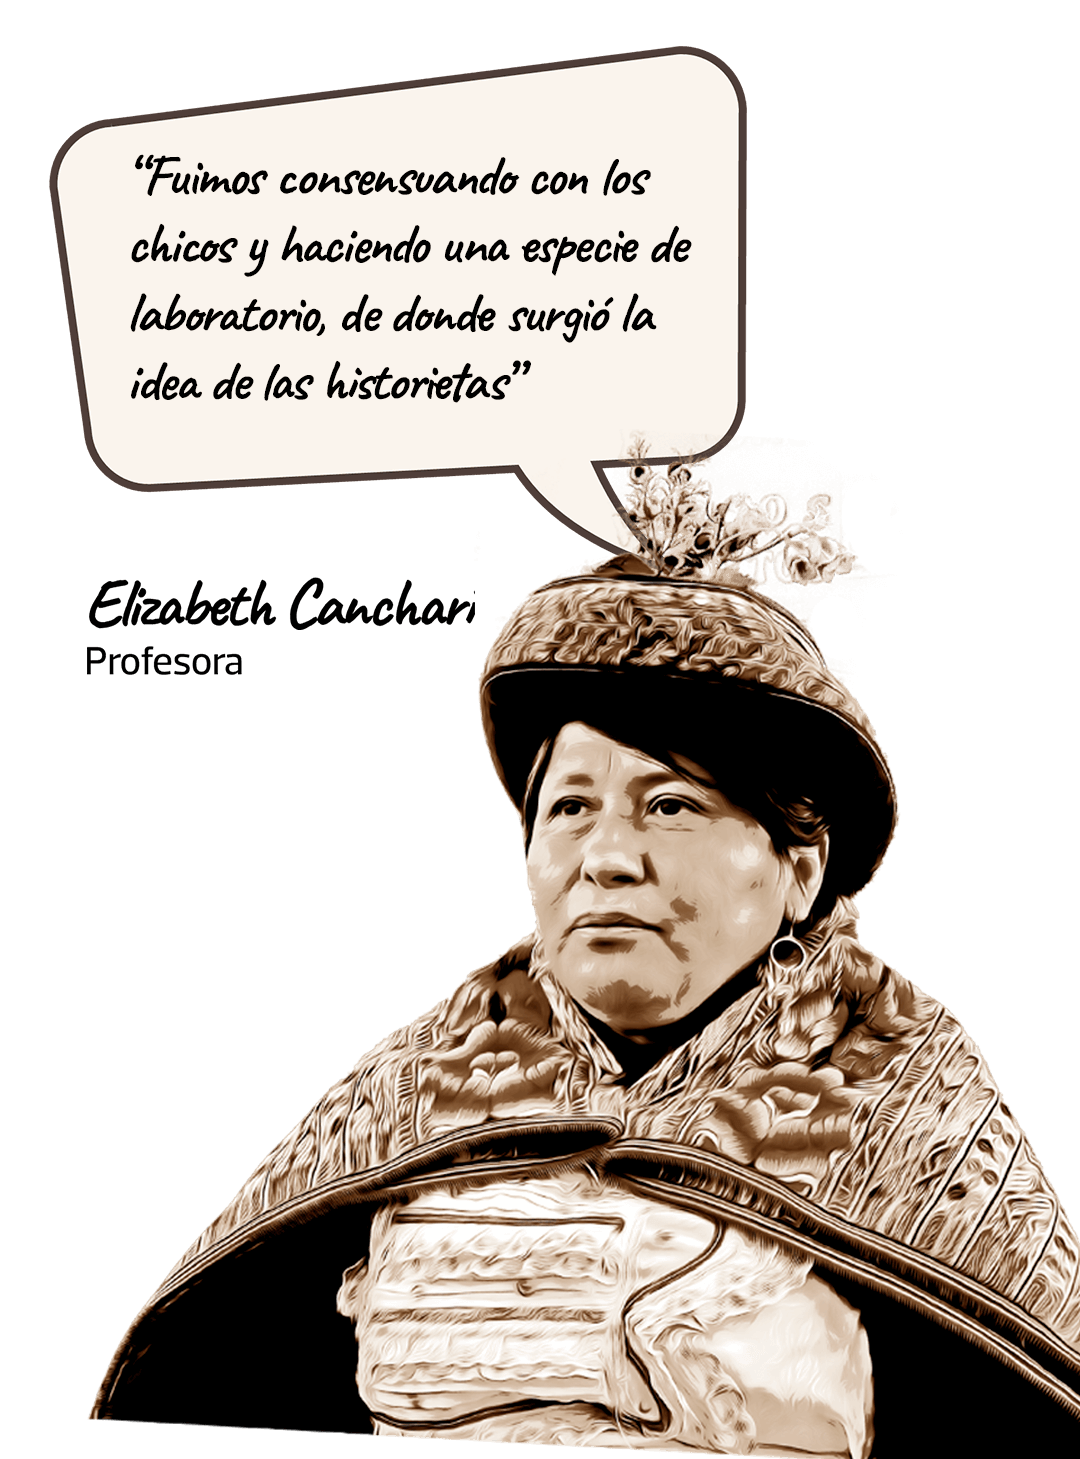 “Fuimos consensuando con los
chicos y haciendo una especie de
laboratorio, de donde surgió la
idea de las historietas”
Elizabeth Canchari
Profesora